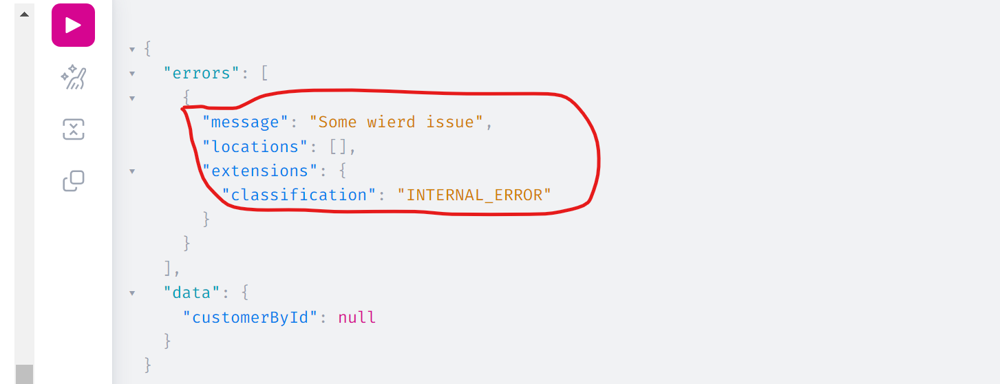 {
"errors": [
{
"message": "Some wierd issue",
"locations": [],
"extensions": {
"classification": "INTERNAL_ERROR"
}
}
],
"data": {
"customerById": null
}
}